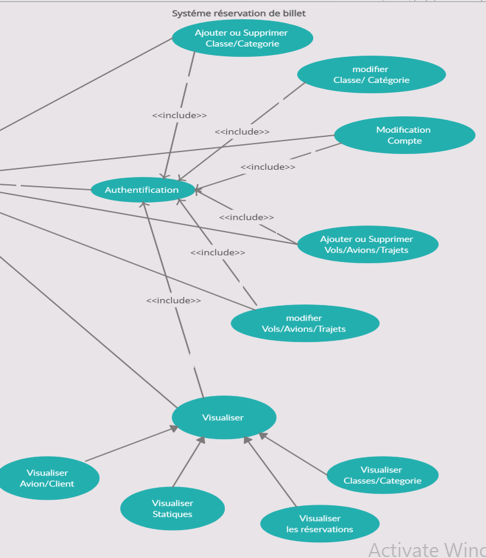 Systéme réservation de billet
Ajouter ou Supprimer
Classe/Categorie
modifier
Classe/ Catégorie
<<include>>
<<include>>
Modification
Compte
<<include>>
Authentification
<<include>>
Ajouter ou Supprimer
Vols/Avions/Trajets
<<include>>
<<include>>
modifier
Vols/Avions/Trajets
Visualiser
Visualiser
Avion/Client
Visualiser
Classes/Categorie
Visualiser
Statiques
Visualiser
les réservations
Activate Winc